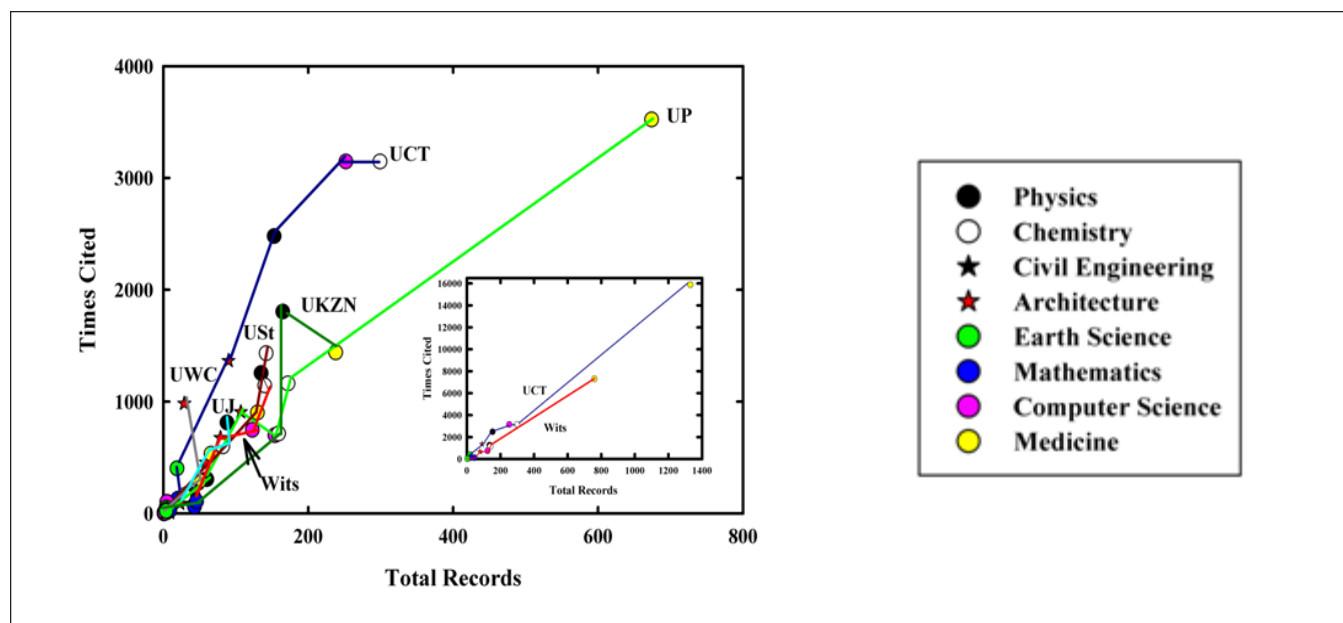 4000
3000
2000
1000
0
Times Cited
0
200
400
600
800
Total Records
UP
UCT
UKZN
USt
UWC
UJ
Wits
16000
14000
12000
10000
8000
6000
4000
2000
0
Times Cited
UCT
Wits
0 200 400 600 800 1000 1200 1400
Total Records
Physics
Chemistry
Civil Engineering
Architecture
Earth Science
Mathematics
Computer Science
Medicine